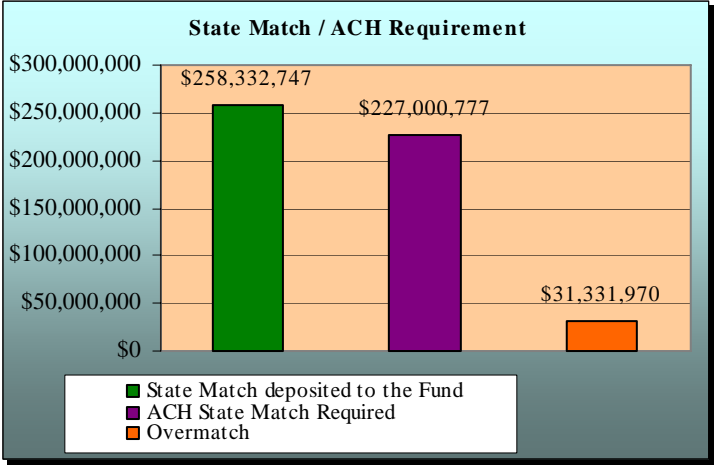 State Match / ACH Requirement
$300,000,000
$258,332,747
$250,000,000
$227,000,777
$200,000,000
$150,000,000
$100,000,000
$50,000,000
$31,331,970
$0
State Match deposited to the Fund
ACH State Match Required
Overmatch